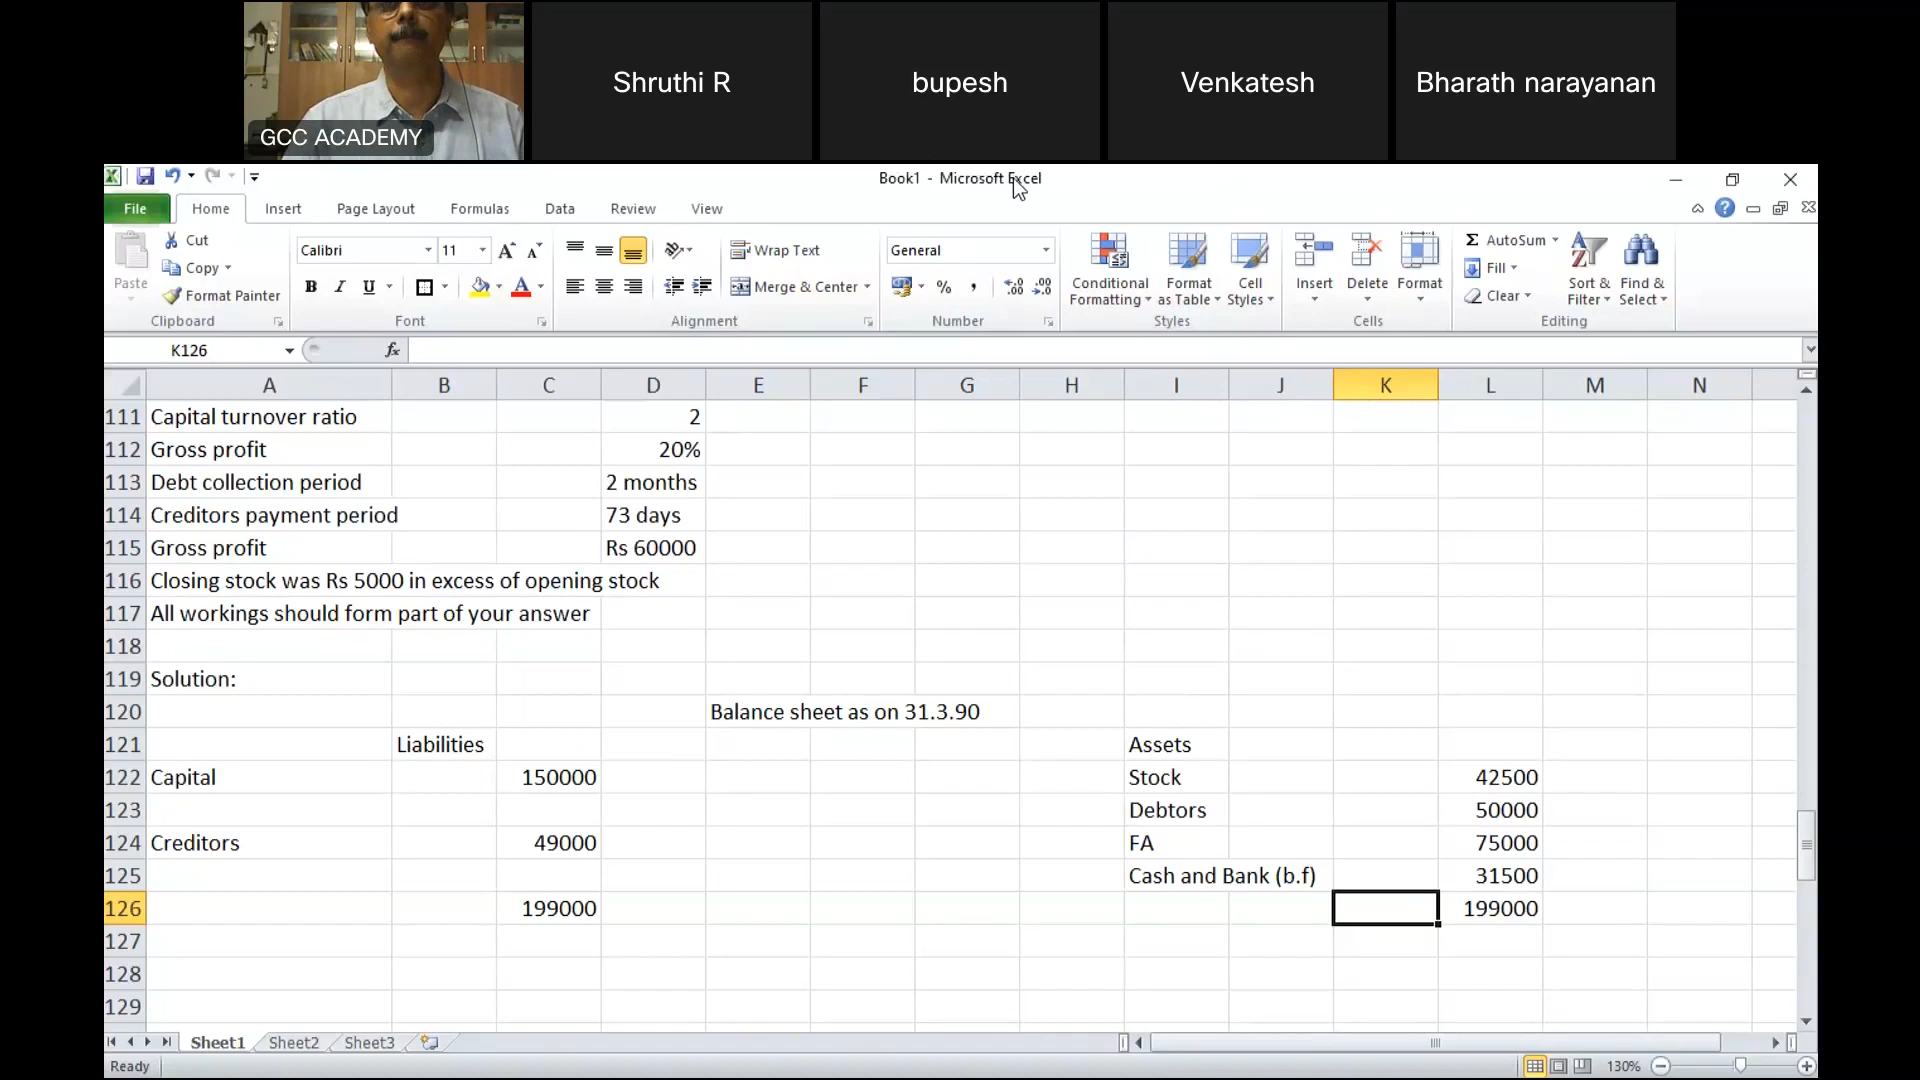 Shruthi R
bupesh
Venkatesh
Bharath narayanan
GCC ACADEMY
Book1 - Microsoft Excel
File Home Insert Page Layout Formulas Data Review View
Cut
Copy
Format Painter
Paste
Clipboard
Calibri 11
B I U
Font
Wrap Text
Merge & Center
Alignment
General
Number
Conditional Formatting
Format as Table
Cell Styles
Styles
Insert Delete Format
Cells
AutoSum
Fill
Clear
Sort & Filter
Find & Select
Editing
K126 fx
A B C D E F G H I J K L M N
111 Capital turnover ratio 2
112 Gross profit 20%
113 Debt collection period 2 months
114 Creditors payment period 73 days
115 Gross profit Rs 60000
116 Closing stock was Rs 5000 in excess of opening stock
117 All workings should form part of your answer
118
119 Solution:
120 Balance sheet as on 31.3.90
121 Liabilities Assets
122 Capital 150000 Stock 42500
123 Debtors 50000
124 Creditors 49000 FA 75000
125 Cash and Bank (b.f) 31500
126 199000 199000
127
128
129
Sheet1 Sheet2 Sheet3
Ready 130%